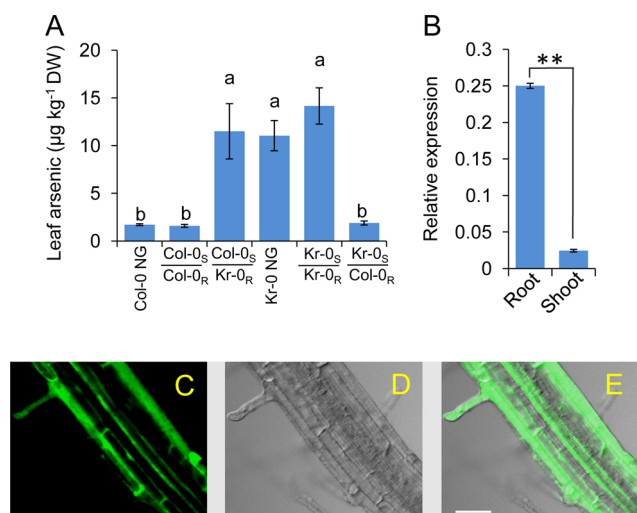 A
Leaf arsenic (µg kg⁻¹ DW)
20
15
10
5
0
b
b
a
a
a
b
Col-0 NG
Col-0S
Col-0R
Col-0S
Kr-0R
Kr-0 NG
Kr-0S
Kr-0R
Kr-0S
Col-0R
B
Relative expression
0.3
0.25
0.2
0.15
0.1
0.05
0
**
Root
Shoot
C
D
E